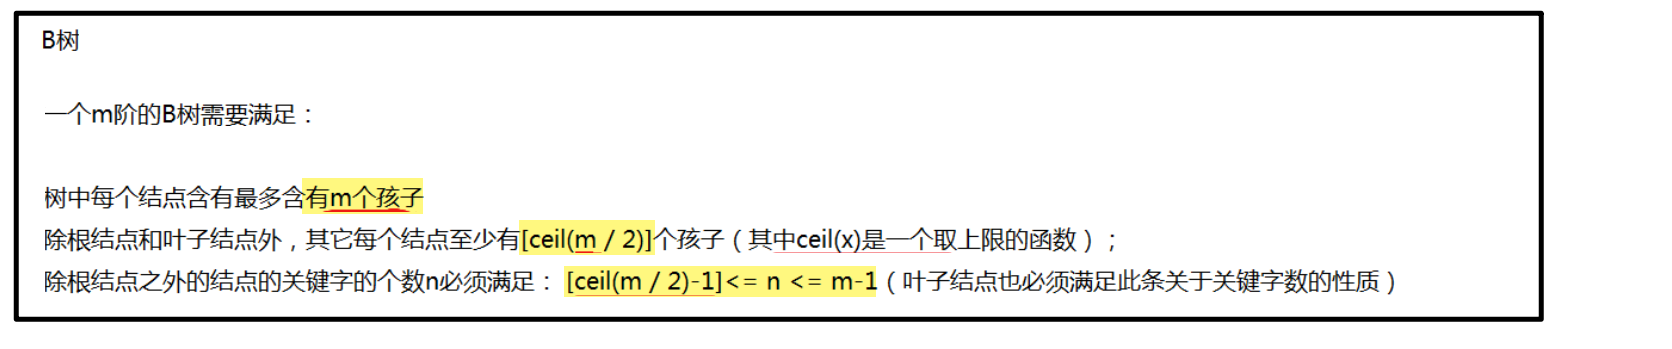 B树
一个m阶的B树需要满足：
树中每个结点含有最多含有m个孩子
除根结点和叶子结点外，其它每个结点至少有[ceil(m / 2)]个孩子（其中ceil(x)是一个取上限的函数）；
除根结点之外的结点的关键字的个数n必须满足： [ceil(m / 2)-1]<= n <= m-1（叶子结点也必须满足此条关于关键字数的性质）